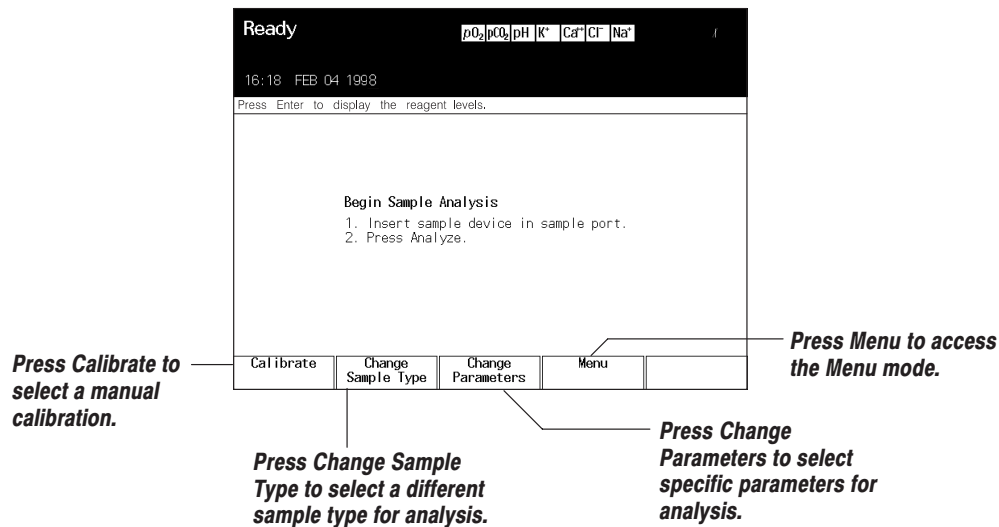 Ready
pO₂ pCO₂ pH K⁺ Ca⁺⁺ Cl⁻ Na⁺
16:18 FEB 04 1998
Press Enter to display the reagent levels.
Begin Sample Analysis
1. Insert sample device in sample port.
2. Press Analyze.
Calibrate
Change
Sample Type
Change
Parameters
Menu
Press Calibrate to
select a manual
calibration.
Press Change Sample
Type to select a different
sample type for analysis.
Press Change
Parameters to select
specific parameters for
analysis.
Press Menu to access
the Menu mode.